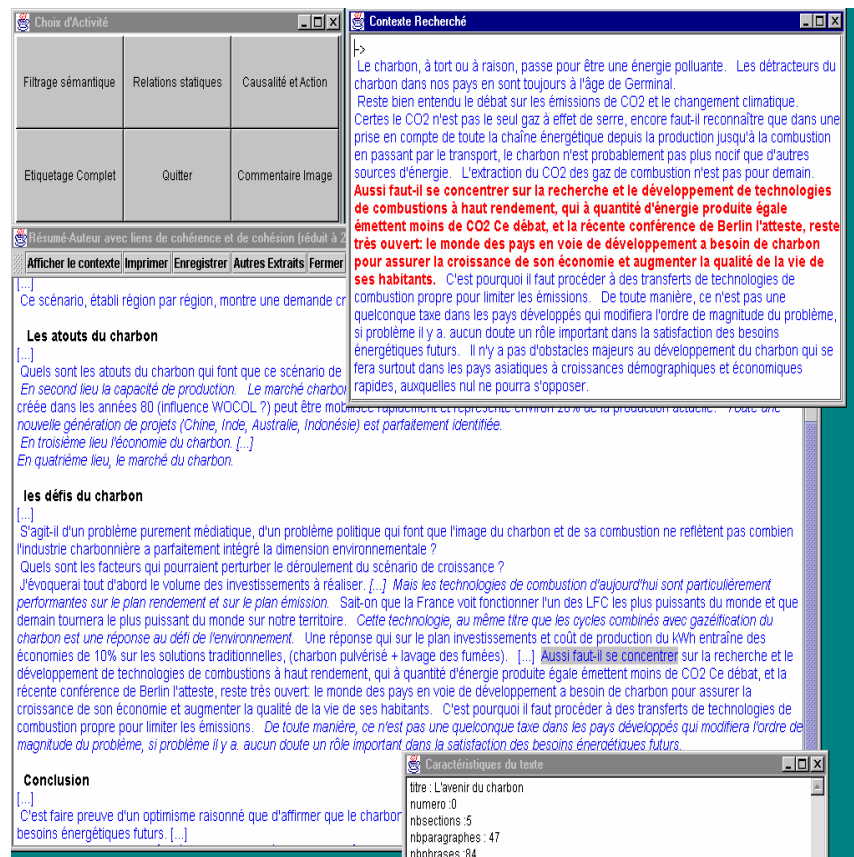 Choix d'Activité
Filtrage sémantique
Relations statiques
Causalité et Action
Etiquetage Complet
Quitter
Commentaire Image
Contexte Recherché
->
Le charbon, à tort ou à raison, passe pour être une énergie polluante. Les détracteurs du
charbon dans nos pays en sont toujours à l'âge de Germinal.
Reste bien entendu le débat sur les émissions de CO2 et le changement climatique.
Certes le CO2 n'est pas le seul gaz à effet de serre, encore faut-il reconnaître que dans une
prise en compte de toute la chaîne énergétique depuis la production jusqu'à la combustion
en passant par le transport, le charbon n'est probablement pas plus nocif que d'autres
sources d'énergie. L'extraction du CO2 des gaz de combustion n'est pas pour demain.
Aussi faut-il se concentrer sur la recherche et le développement de technologies
de combustions à haut rendement, qui à quantité d'énergie produite égale
émettent moins de CO2 Ce débat, et la récente conférence de Berlin l'atteste, reste
très ouvert: le monde des pays en voie de développement a besoin de charbon
pour assurer la croissance de son économie et augmenter la qualité de la vie de
ses habitants. C'est pourquoi il faut procéder à des transferts de technologies de
combustion propre pour limiter les émissions. De toute manière, ce n'est pas une
quelconque taxe dans les pays développés qui modifiera l'ordre de magnitude du problème,
si problème il y a. aucun doute un rôle important dans la satisfaction des besoins
énergétiques futurs. Il n'y a pas d'obstacles majeurs au développement du charbon qui se
fera surtout dans les pays asiatiques à croissances démographiques et économiques
rapides, auxquelles nul ne pourra s'opposer.
Résumé-Auteur avec liens de cohérence et de cohésion (réduit à 2
Afficher le contexte Imprimer Enregistrer Autres Extraits Fermer
[...]
Ce scénario, établi région par région, montre une demande cr
Les atouts du charbon
[...]
Quels sont les atouts du charbon qui font que ce scénario de
En second lieu la capacité de production. Le marché charbon
créée dans les années 80 (influence WOCOL ?) peut être mobilisée rapidement et représente environ 20% de la production actuelle. Toute une
nouvelle génération de projets (Chine, Inde, Australie, Indonésie) est parfaitement identifiée.
En troisième lieu l'économie du charbon. [...]
En quatrième lieu, le marché du charbon.
les défis du charbon
[...]
S'agit-il d'un problème purement médiatique, d'un problème politique qui font que l'image du charbon et de sa combustion ne reflètent pas combien
l'industrie charbonnière a parfaitement intégré la dimension environnementale ?
Quels sont les facteurs qui pourraient perturber le déroulement du scénario de croissance ?
J'évoquerai tout d'abord le volume des investissements à réaliser. [...] Mais les technologies de combustion d'aujourd'hui sont particulièrement
performantes sur le plan rendement et sur le plan émission. Sait-on que la France voit fonctionner l'un des LFC les plus puissants du monde et que
demain tournera le plus puissant du monde sur notre territoire. Cette technologie, au même titre que les cycles combinés avec gazéification du
charbon est une réponse au défi de l'environnement. Une réponse qui sur le plan investissements et coût de production du kWh entraîne des
économies de 10% sur les solutions traditionnelles, (charbon pulvérisé + lavage des fumées). [...] Aussi faut-il se concentrer sur la recherche et le
développement de technologies de combustions à haut rendement, qui à quantité d'énergie produite égale émettent moins de CO2 Ce débat, et la
récente conférence de Berlin l'atteste, reste très ouvert: le monde des pays en voie de développement a besoin de charbon pour assurer la
croissance de son économie et augmenter la qualité de la vie de ses habitants. C'est pourquoi il faut procéder à des transferts de technologies de
combustion propre pour limiter les émissions. De toute manière, ce n'est pas une quelconque taxe dans les pays développés qui modifiera l'ordre de
magnitude du problème, si problème il y a. aucun doute un rôle important dans la satisfaction des besoins énergétiques futurs.
Conclusion
[...]
C'est faire preuve d'un optimisme raisonné que d'affirmer que le charbon
besoins énergétiques futurs. [...]
Caractéristiques du texte
titre : L'avenir du charbon
numero :0
nbsections :5
nbparagraphes : 47
nbphrases :84